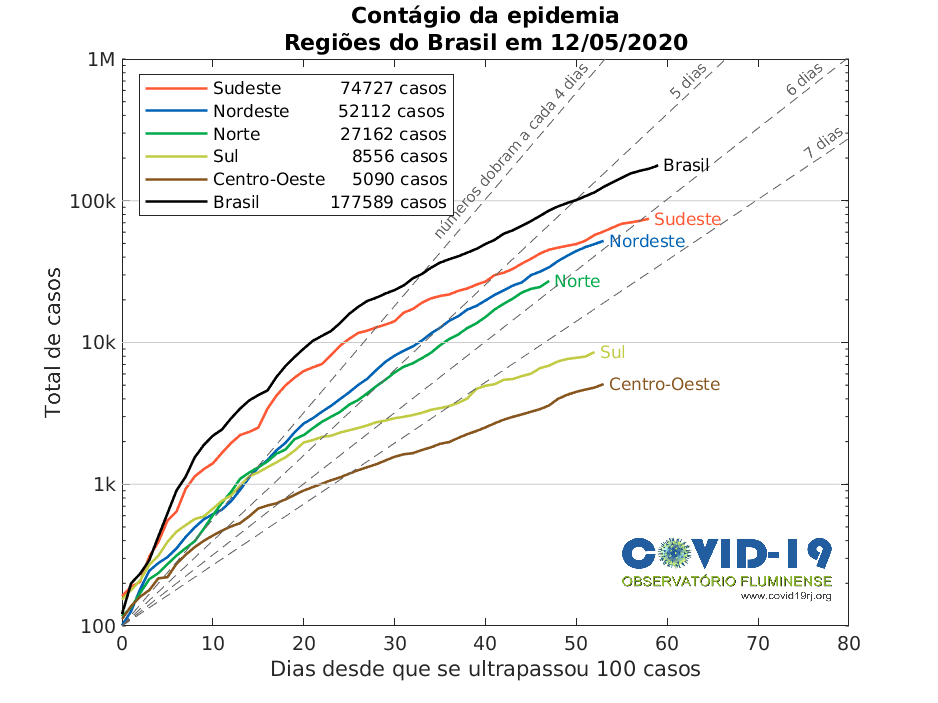 Contágio da epidemia
Regiões do Brasil em 12/05/2020
Total de casos
1M
100k
10k
1k
100
Sudeste 74727 casos
Nordeste 52112 casos
Norte 27162 casos
Sul 8556 casos
Centro-Oeste 5090 casos
Brasil 177589 casos
números dobram a cada 4 dias
5 dias
6 dias
7 dias
Brasil
Sudeste
Nordeste
Norte
Sul
Centro-Oeste
COVID-19
OBSERVATÓRIO FLUMINENSE
www.covid19rj.org
0 10 20 30 40 50 60 70 80
Dias desde que se ultrapassou 100 casos